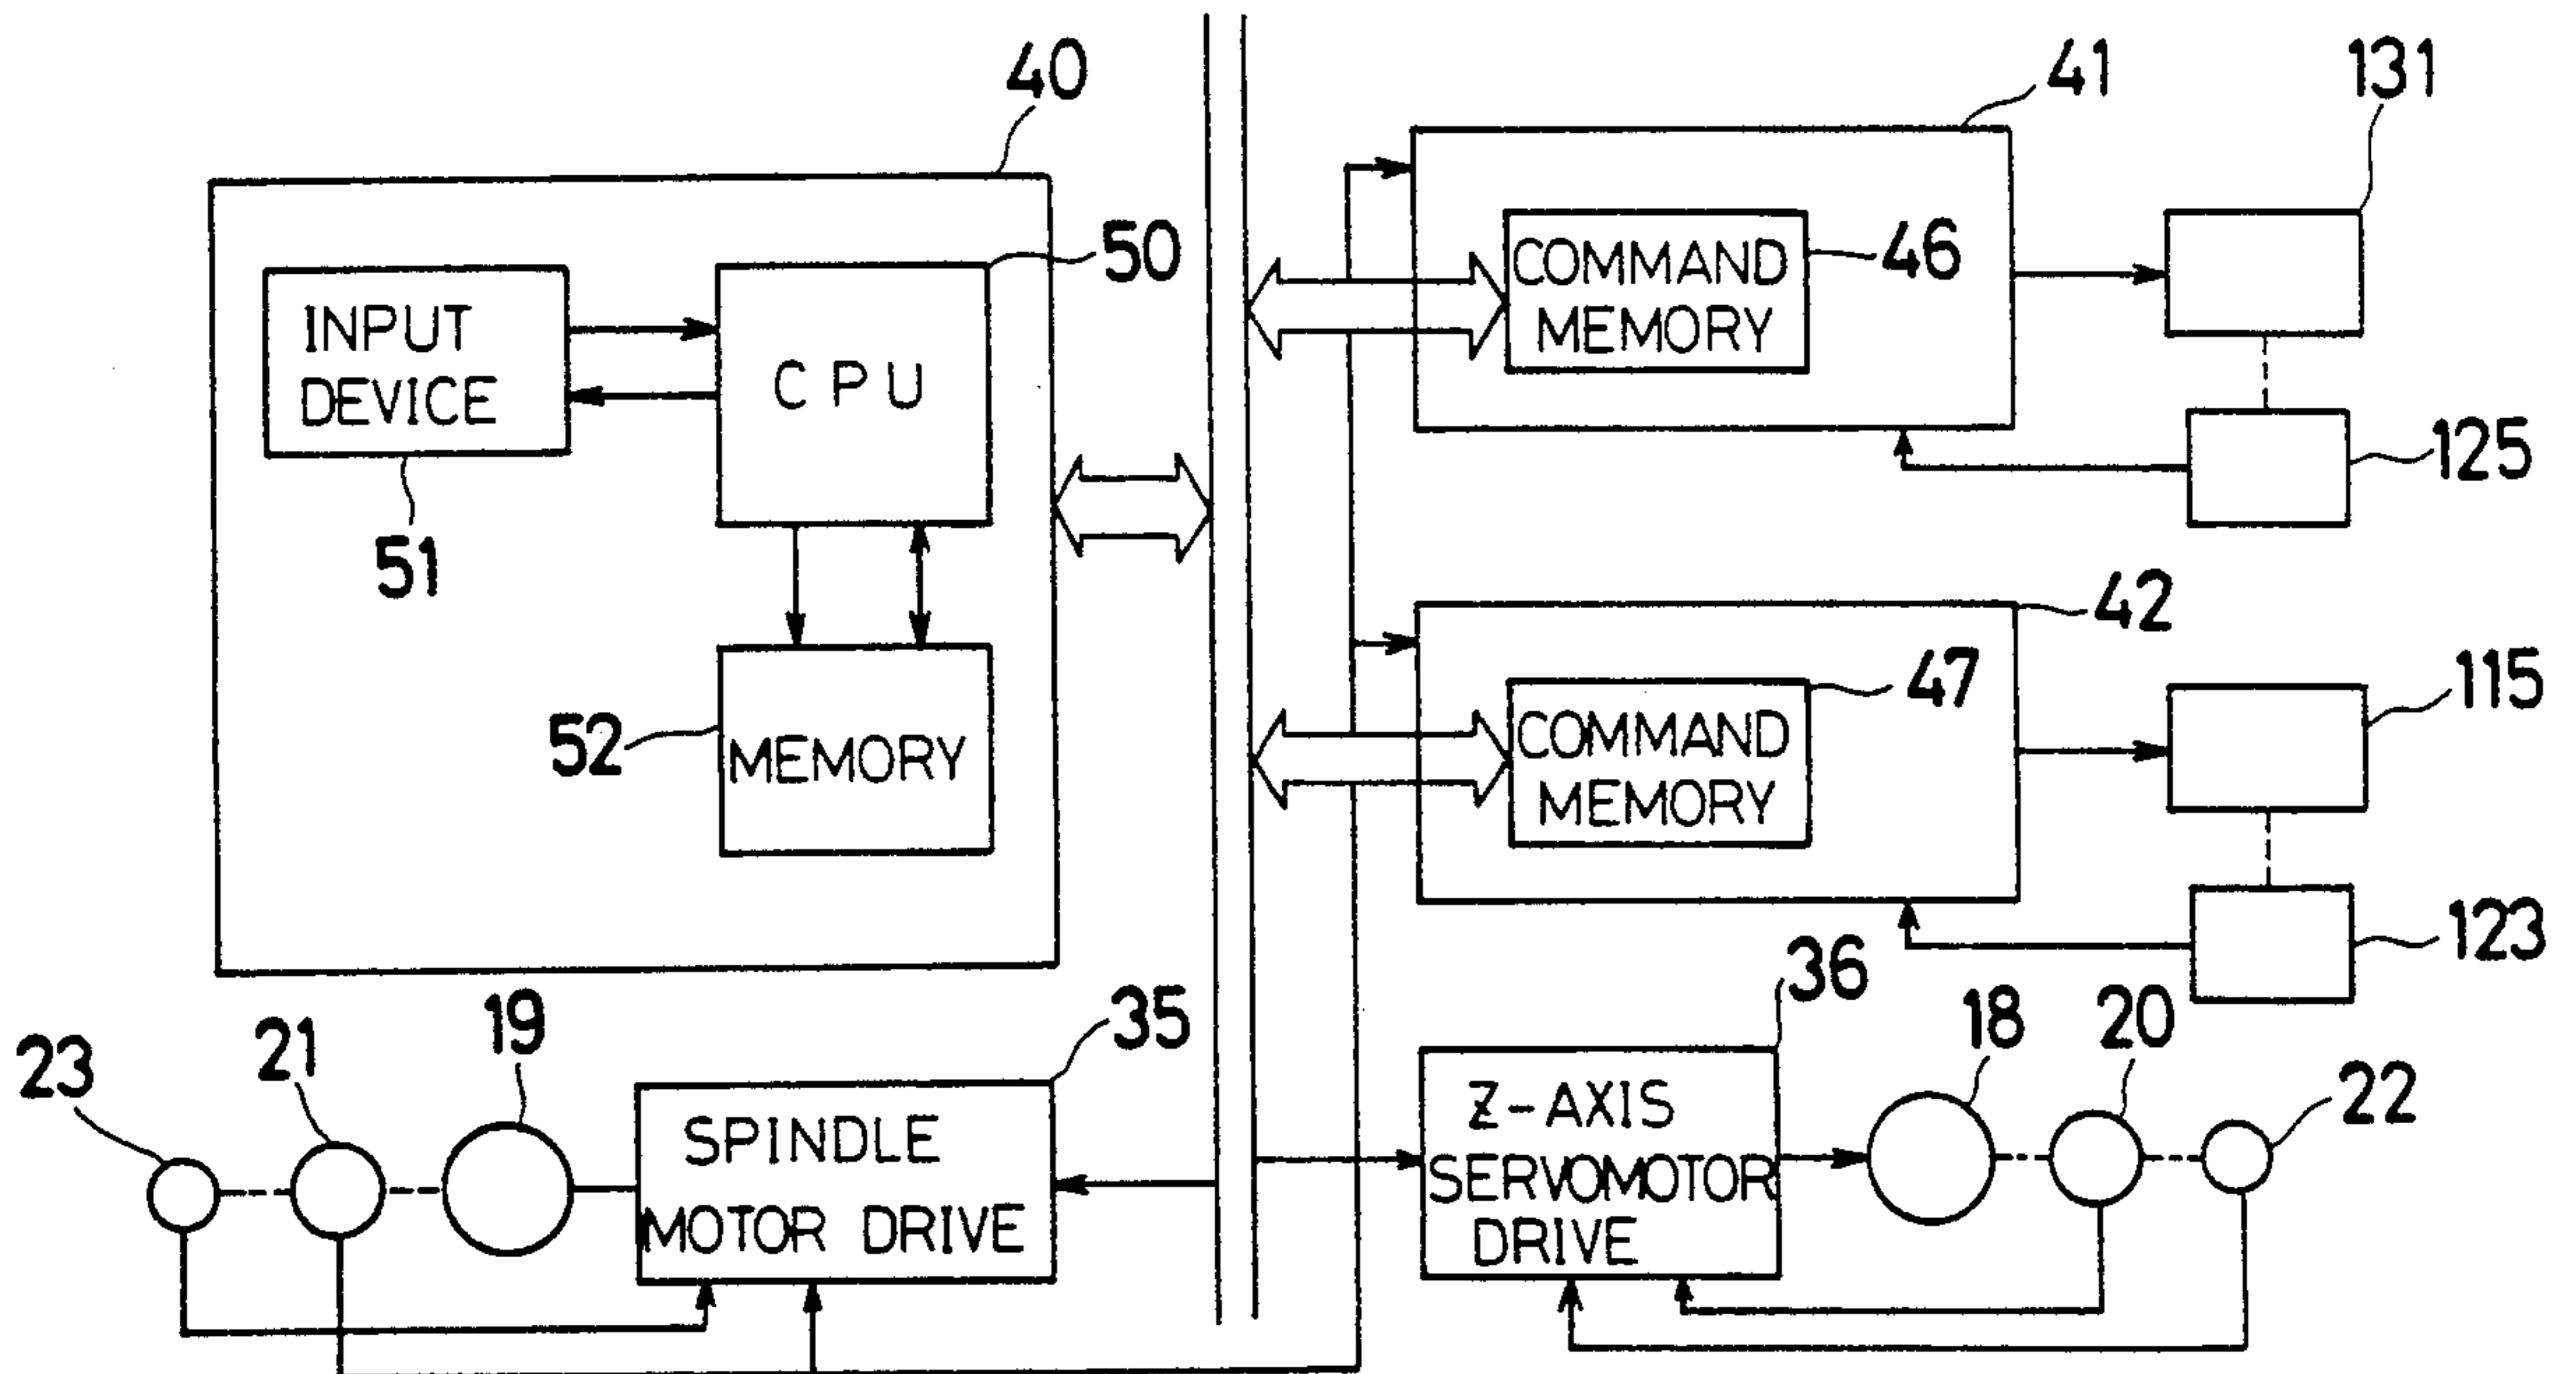 40
41
131
50
INPUT
DEVICE
CPU
COMMAND
MEMORY
46
51
125
52
MEMORY
42
47
COMMAND
MEMORY
115
123
23
21
19
35
SPINDLE
MOTOR DRIVE
36
Z-AXIS
SERVOMOTOR
DRIVE
18
20
22